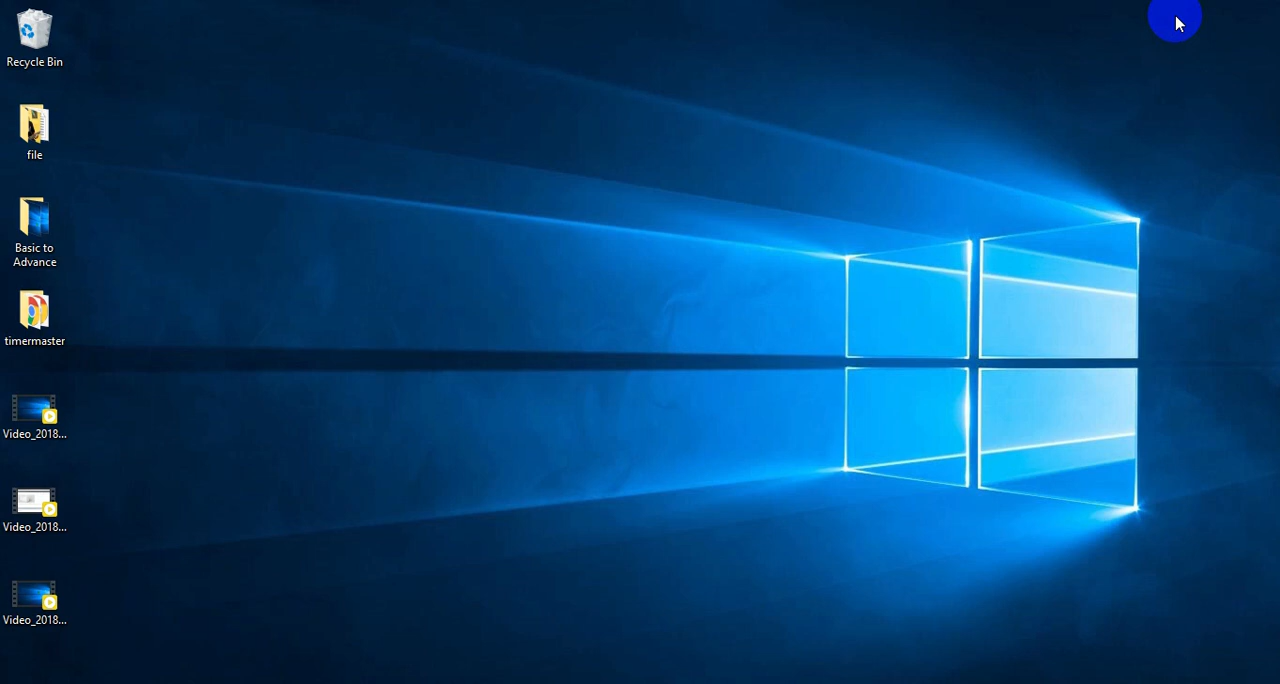 Recycle Bin
file
Basic to
Advance
timermaster
Video_2018...
Video_2018...
Video_2018...